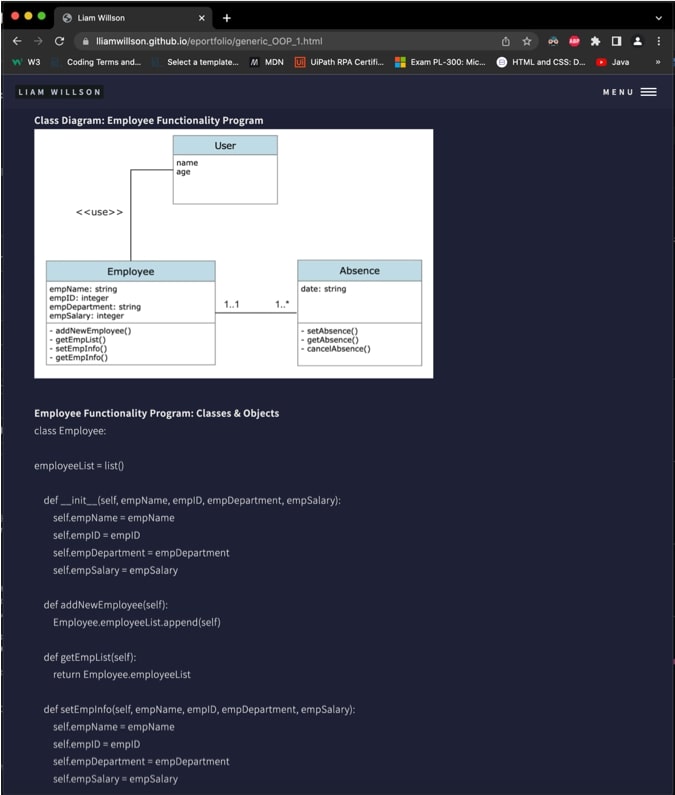 Liam Willson
lliamwillson.github.io/eportfolio/generic_OOP_1.html
W3 Coding Terms and... Select a template... MDN UiPath RPA Certifi... Exam PL-300: Mic... HTML and CSS: D... Java »
LIAM WILLSON MENU
Class Diagram: Employee Functionality Program
User
name
age
<<use>>
Employee
empName: string
empID: integer
empDepartment: string
empSalary: integer
- addNewEmployee()
- getEmpList()
- setEmpInfo()
- getEmpInfo()
1..1 1..*
Absence
date: string
- setAbsence()
- getAbsence()
- cancelAbsence()
Employee Functionality Program: Classes & Objects
class Employee:
employeeList = list()
def __init__(self, empName, empID, empDepartment, empSalary):
self.empName = empName
self.empID = empID
self.empDepartment = empDepartment
self.empSalary = empSalary
def addNewEmployee(self):
Employee.employeeList.append(self)
def getEmpList(self):
return Employee.employeeList
def setEmpInfo(self, empName, empID, empDepartment, empSalary):
self.empName = empName
self.empID = empID
self.empDepartment = empDepartment
self.empSalary = empSalary